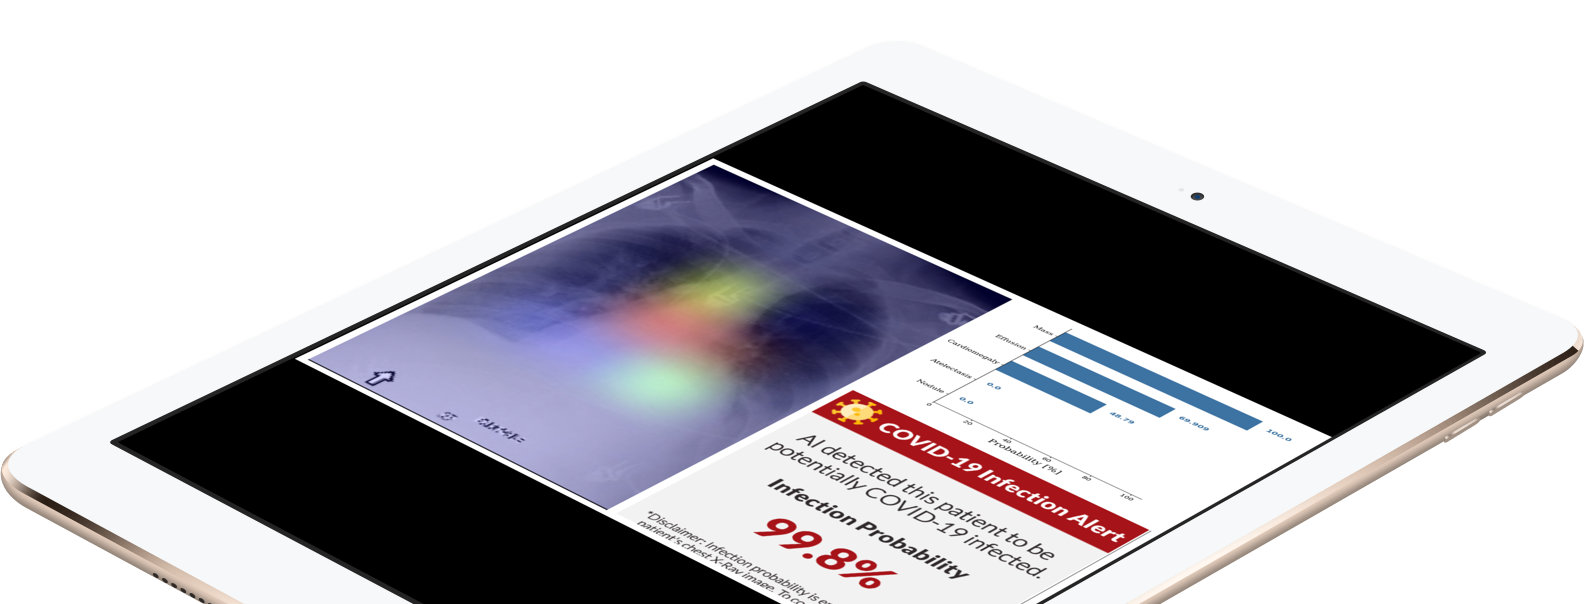 Mass
Effusion
Cardiomegaly
Atelectasis
Nodule
100.0
69.909
48.79
0.0
0.0
0 20 40 60 80 100
Probability [%]
COVID-19 Infection Alert
AI detected this patient to be
potentially COVID-19 infected.
Infection Probability
99.8%
*Disclaimer: Infection probability is
patient's chest X-Ray image. To